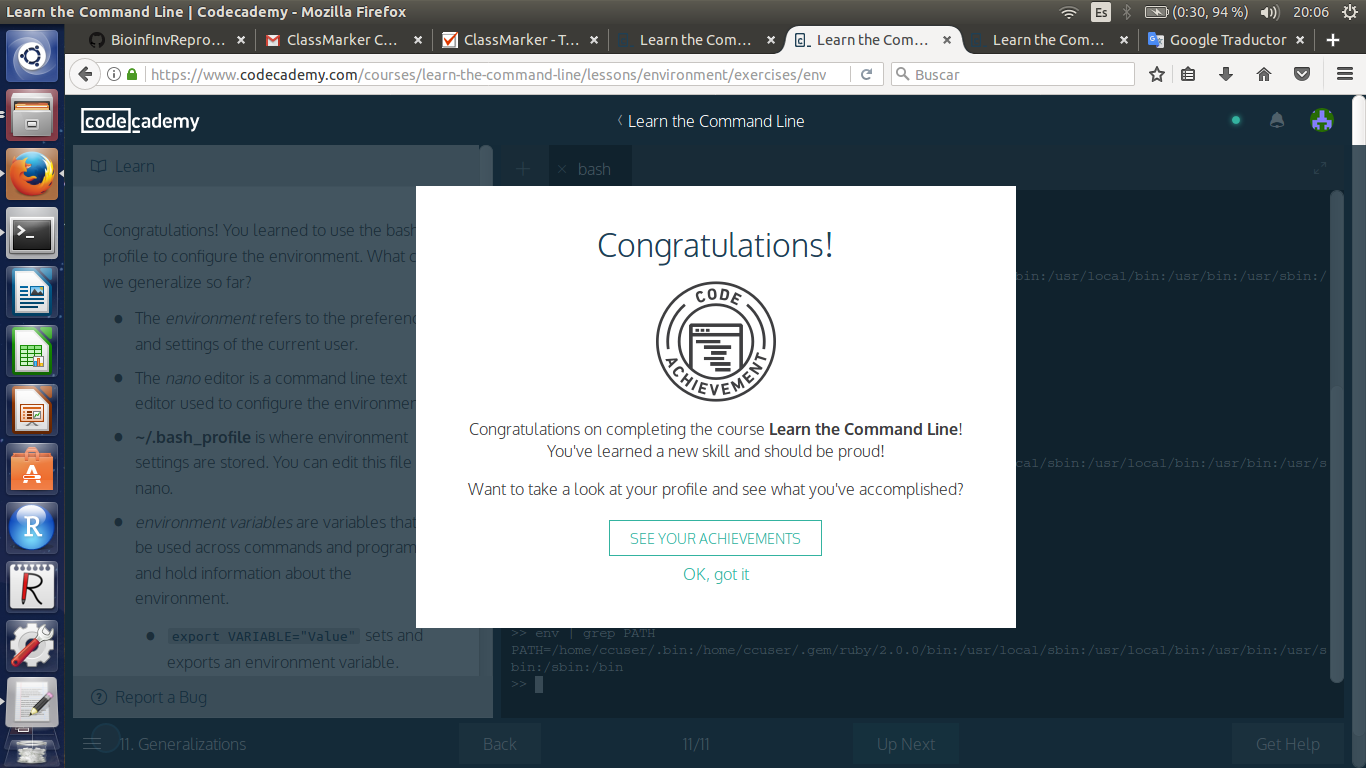 Learn the Command Line | Codecademy - Mozilla Firefox
Es
(0:30, 94 %)
20:06
BioinfInvRepro... ×
ClassMarker C... ×
ClassMarker - T... ×
Learn the Com... ×
Learn the Com... ×
Learn the Com... ×
Google Traductor ×
https://www.codecademy.com/courses/learn-the-command-line/lessons/environment/exercises/env
Buscar
codecademy
Learn the Command Line
Learn
bash
Congratulations! You learned to use the bash
profile to configure the environment. What
we generalize so far?
The environment refers to the
and settings of the current user.
The nano editor is a command line text
editor used to configure the
~/.bash_profile is where environment
settings are stored. You can edit this file
nano.
environment variables are variables that
be used across commands and
and hold information about the
environment.
export VARIABLE="Value" sets and
exports an environment variable.
Report a Bug
bin:/usr/local/bin:/usr/bin:/usr/sbin:/
cal/sbin:/usr/local/bin:/usr/bin:/usr/s
Congratulations!
CODE
ACHIEVEMENT
Congratulations on completing the course Learn the Command Line!
You've learned a new skill and should be proud!
Want to take a look at your profile and see what you've accomplished?
SEE YOUR ACHIEVEMENTS
OK, got it
>> env | grep PATH
PATH=/home/ccuser/.bin:/home/ccuser/.gem/ruby/2.0.0/bin:/usr/local/sbin:/usr/local/bin:/usr/bin:/usr/s
bin:/sbin:/bin
>>
11. Generalizations
Back
11/11
Up Next
Get Help